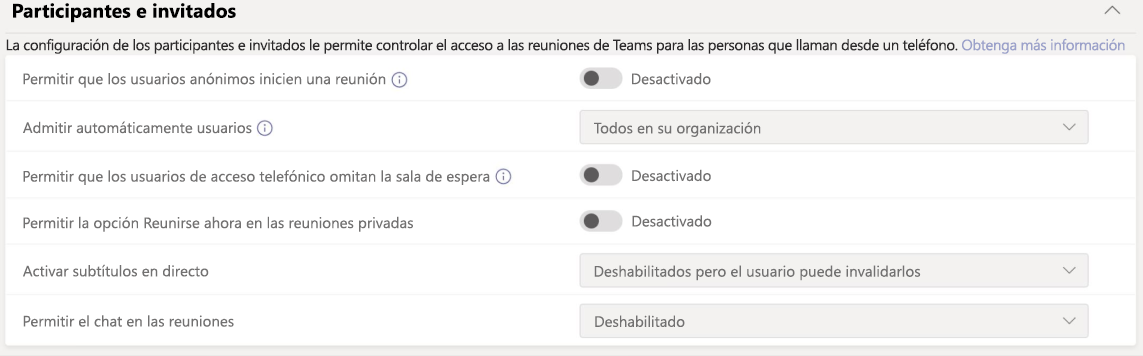 Participantes e invitados
La configuración de los participantes e invitados le permite controlar el acceso a las reuniones de Teams para las personas que llaman desde un teléfono. Obtenga más información
Permitir que los usuarios anónimos inicien una reunión Desactivado
Admitir automáticamente usuarios Todos en su organización
Permitir que los usuarios de acceso telefónico omitan la sala de espera Desactivado
Permitir la opción Reunirse ahora en las reuniones privadas Desactivado
Activar subtítulos en directo Deshabilitados pero el usuario puede invalidarlos
Permitir el chat en las reuniones Deshabilitado